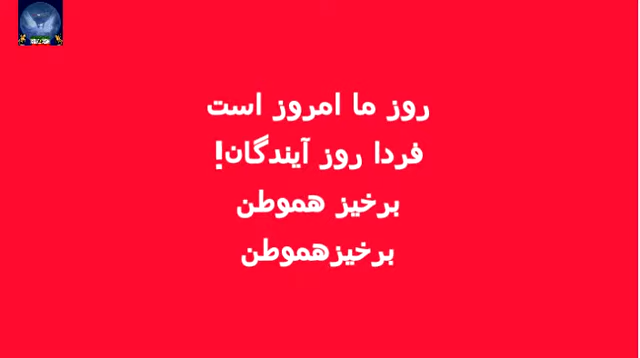 روز ما امروز است
فردا روز آیندگان!
برخیز هموطن
برخیزهموطن